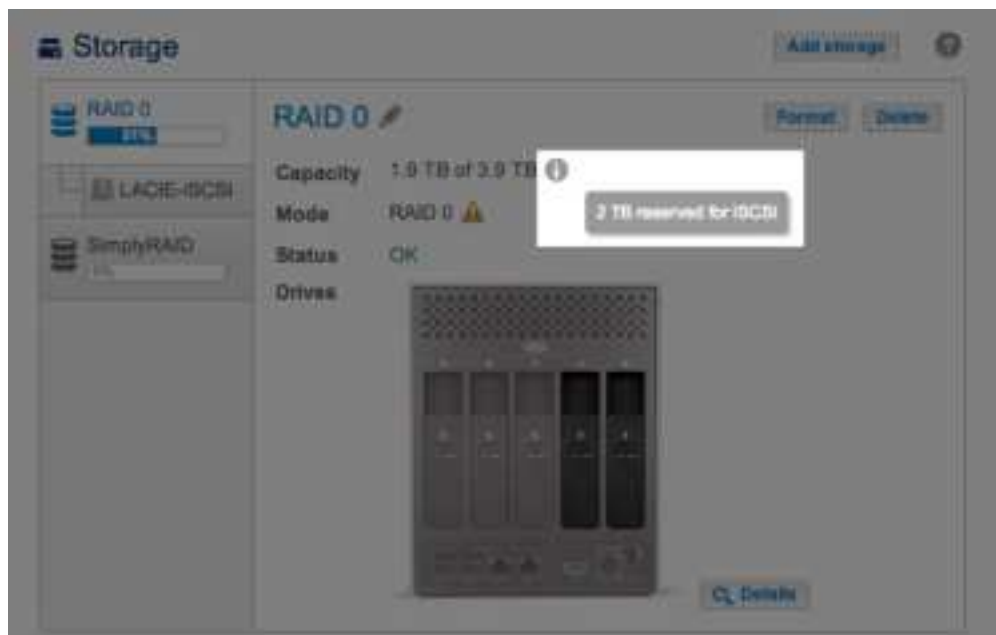 Storage
Add storage
RAID 0
LACIE-iSCSI
SimplyRAID
RAID 0
Format
Delete
Capacity 1.9 TB of 3.9 TB
2 TB reserved for iSCSI
Mode RAID 0
Status OK
Drives
Details